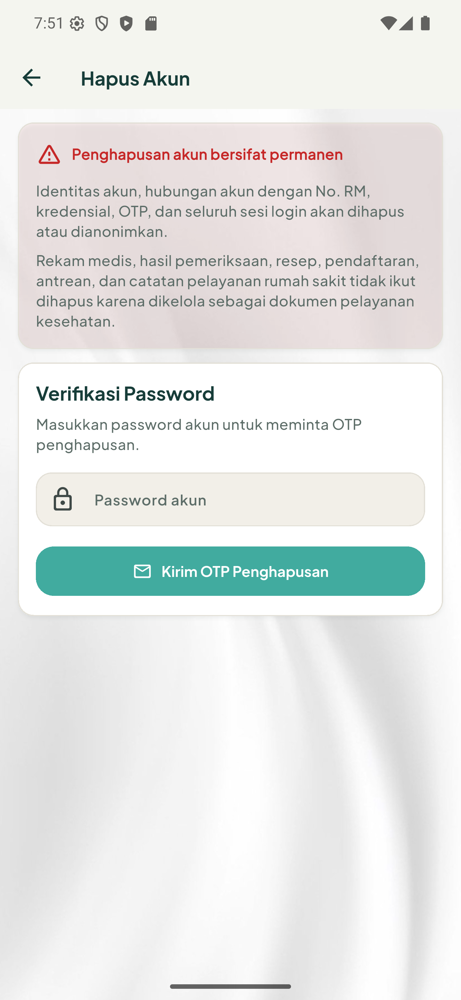 7:51
Hapus Akun
Penghapusan akun bersifat permanen
Identitas akun, hubungan akun dengan No. RM,
kredensial, OTP, dan seluruh sesi login akan dihapus
atau dianonimkan.
Rekam medis, hasil pemeriksaan, resep, pendaftaran,
antrean, dan catatan pelayanan rumah sakit tidak ikut
dihapus karena dikelola sebagai dokumen pelayanan
kesehatan.
Verifikasi Password
Masukkan password akun untuk meminta OTP
penghapusan.
Password akun
Kirim OTP Penghapusan